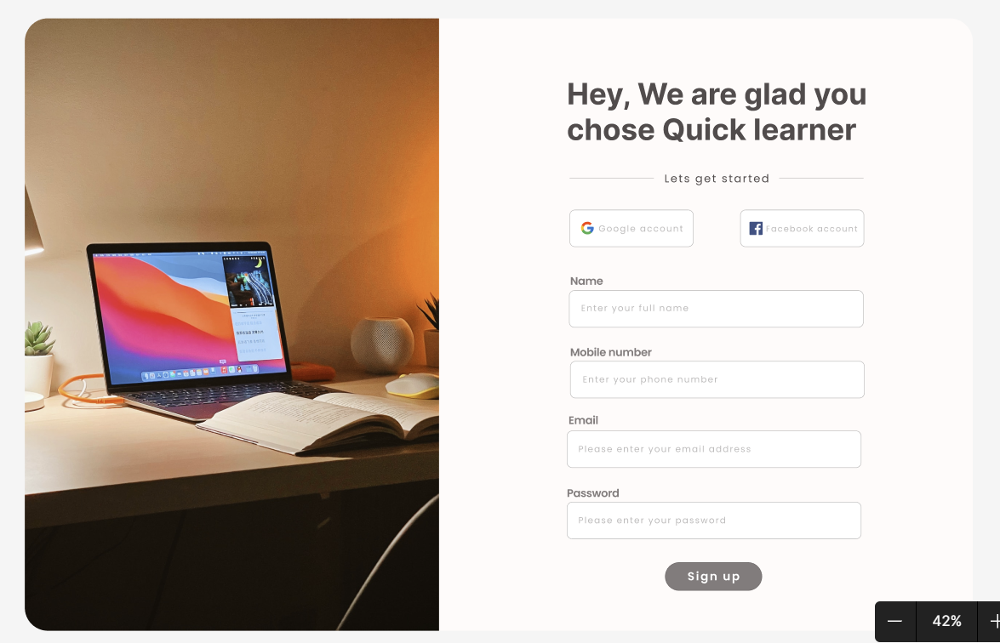 Hey, We are glad you
chose Quick learner
Lets get started
Google account
Facebook account
Name
Enter your full name
Mobile number
Enter your phone number
Email
Please enter your email address
Password
Please enter your password
Sign up
42%